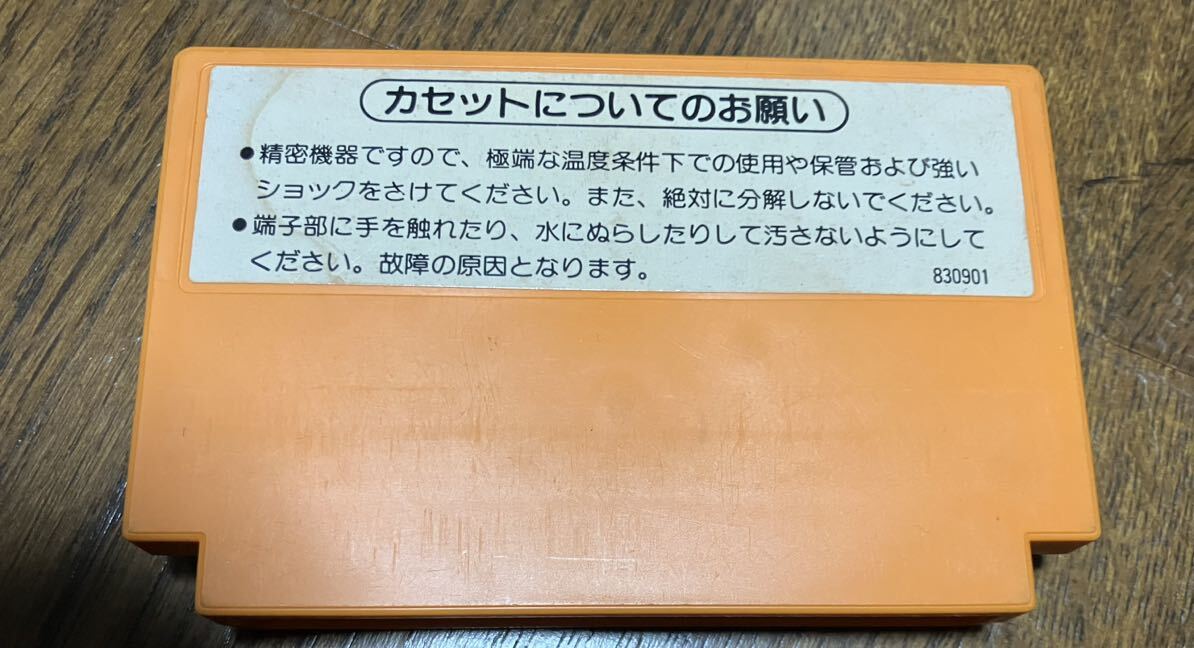 カセットについてのお願い
●精密機器ですので、極端な温度条件下での使用や保管および強い
ショックをさけてください。また、絶対に分解しないでください。
●端子部に手を触れたり、水にぬらしたりして汚さないようにして
ください。故障の原因となります。
830901